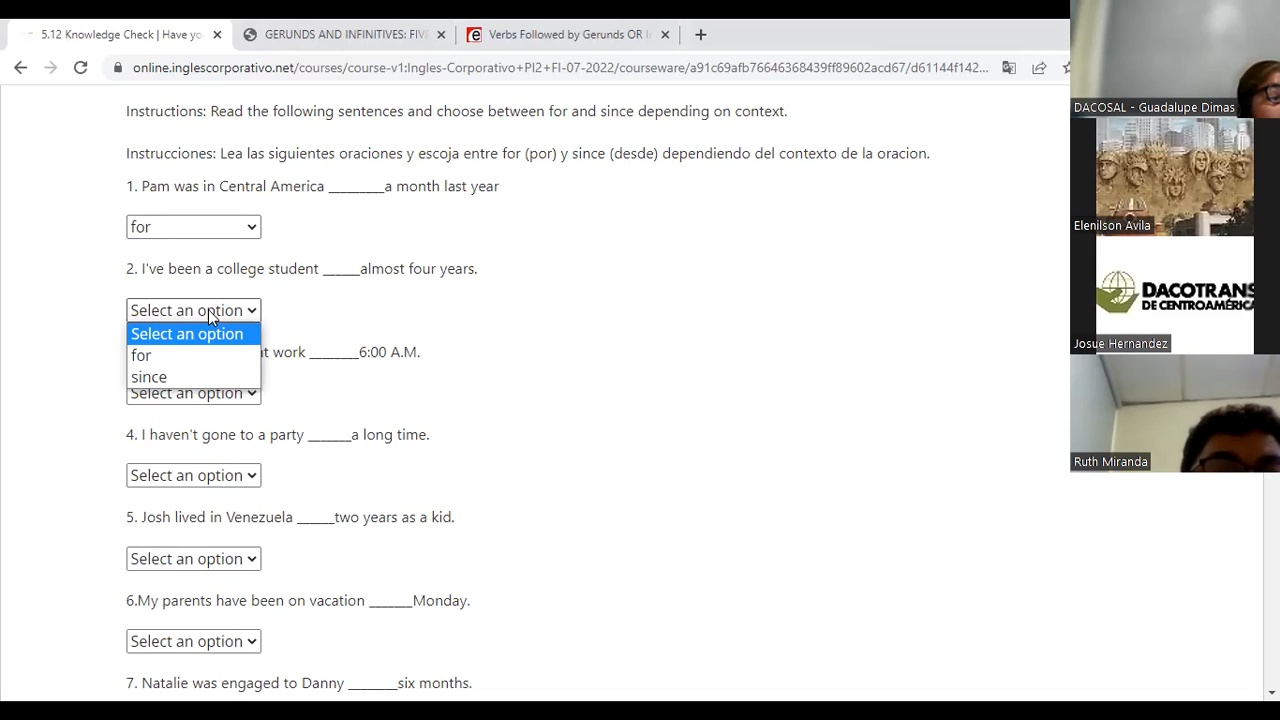 5.12 Knowledge Check | Have yo
GERUNDS AND INFINITIVES: FIV
Verbs Followed by Gerunds OR I
online.inglescorporativo.net/courses/course-v1:Ingles-Corporativo+PI2+FI-07-2022/courseware/a91c69afb76646368439ff89602acd67/d61144f142...
Instructions: Read the following sentences and choose between for and since depending on context.
Instrucciones: Lea las siguientes oraciones y escoja entre for (por) y since (desde) dependiendo del contexto de la oracion.
1. Pam was in Central America _________a month last year
for
2. I've been a college student ______almost four years.
Select an option
Select an option
for
since
t work ________6:00 A.M.
Select an option
4. I haven't gone to a party _______a long time.
Select an option
5. Josh lived in Venezuela ______two years as a kid.
Select an option
6.My parents have been on vacation _______Monday.
Select an option
7. Natalie was engaged to Danny ________six months.
DACOSAL - Guadalupe Dimas
Elenilson Avila
DACOTRANS
DE CENTROAMÉRICA
Josue Hernandez
Ruth Miranda